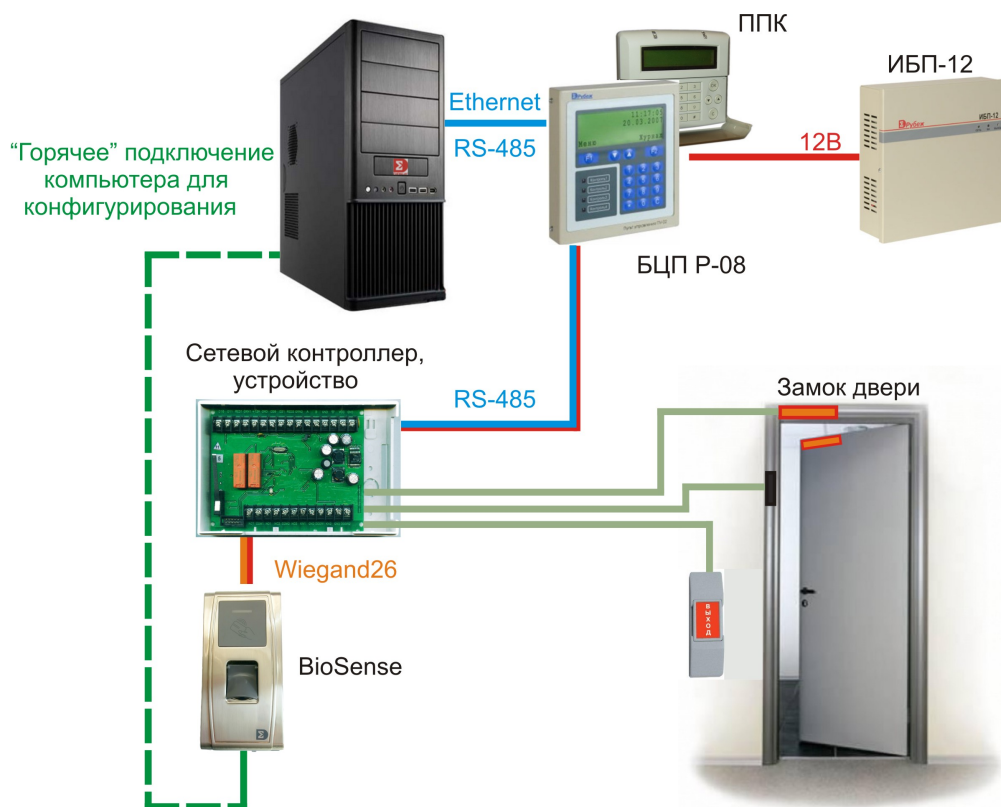 ППК
ИБП-12
Ethernet
RS-485
12В
“Горячее” подключение
компьютера для
конфигурирования
Рубеж
ИБП-12
БЦП Р-08
Сетевой контроллер,
устройство
RS-485
Замок двери
Wiegand26
ВЫХОД
BioSense